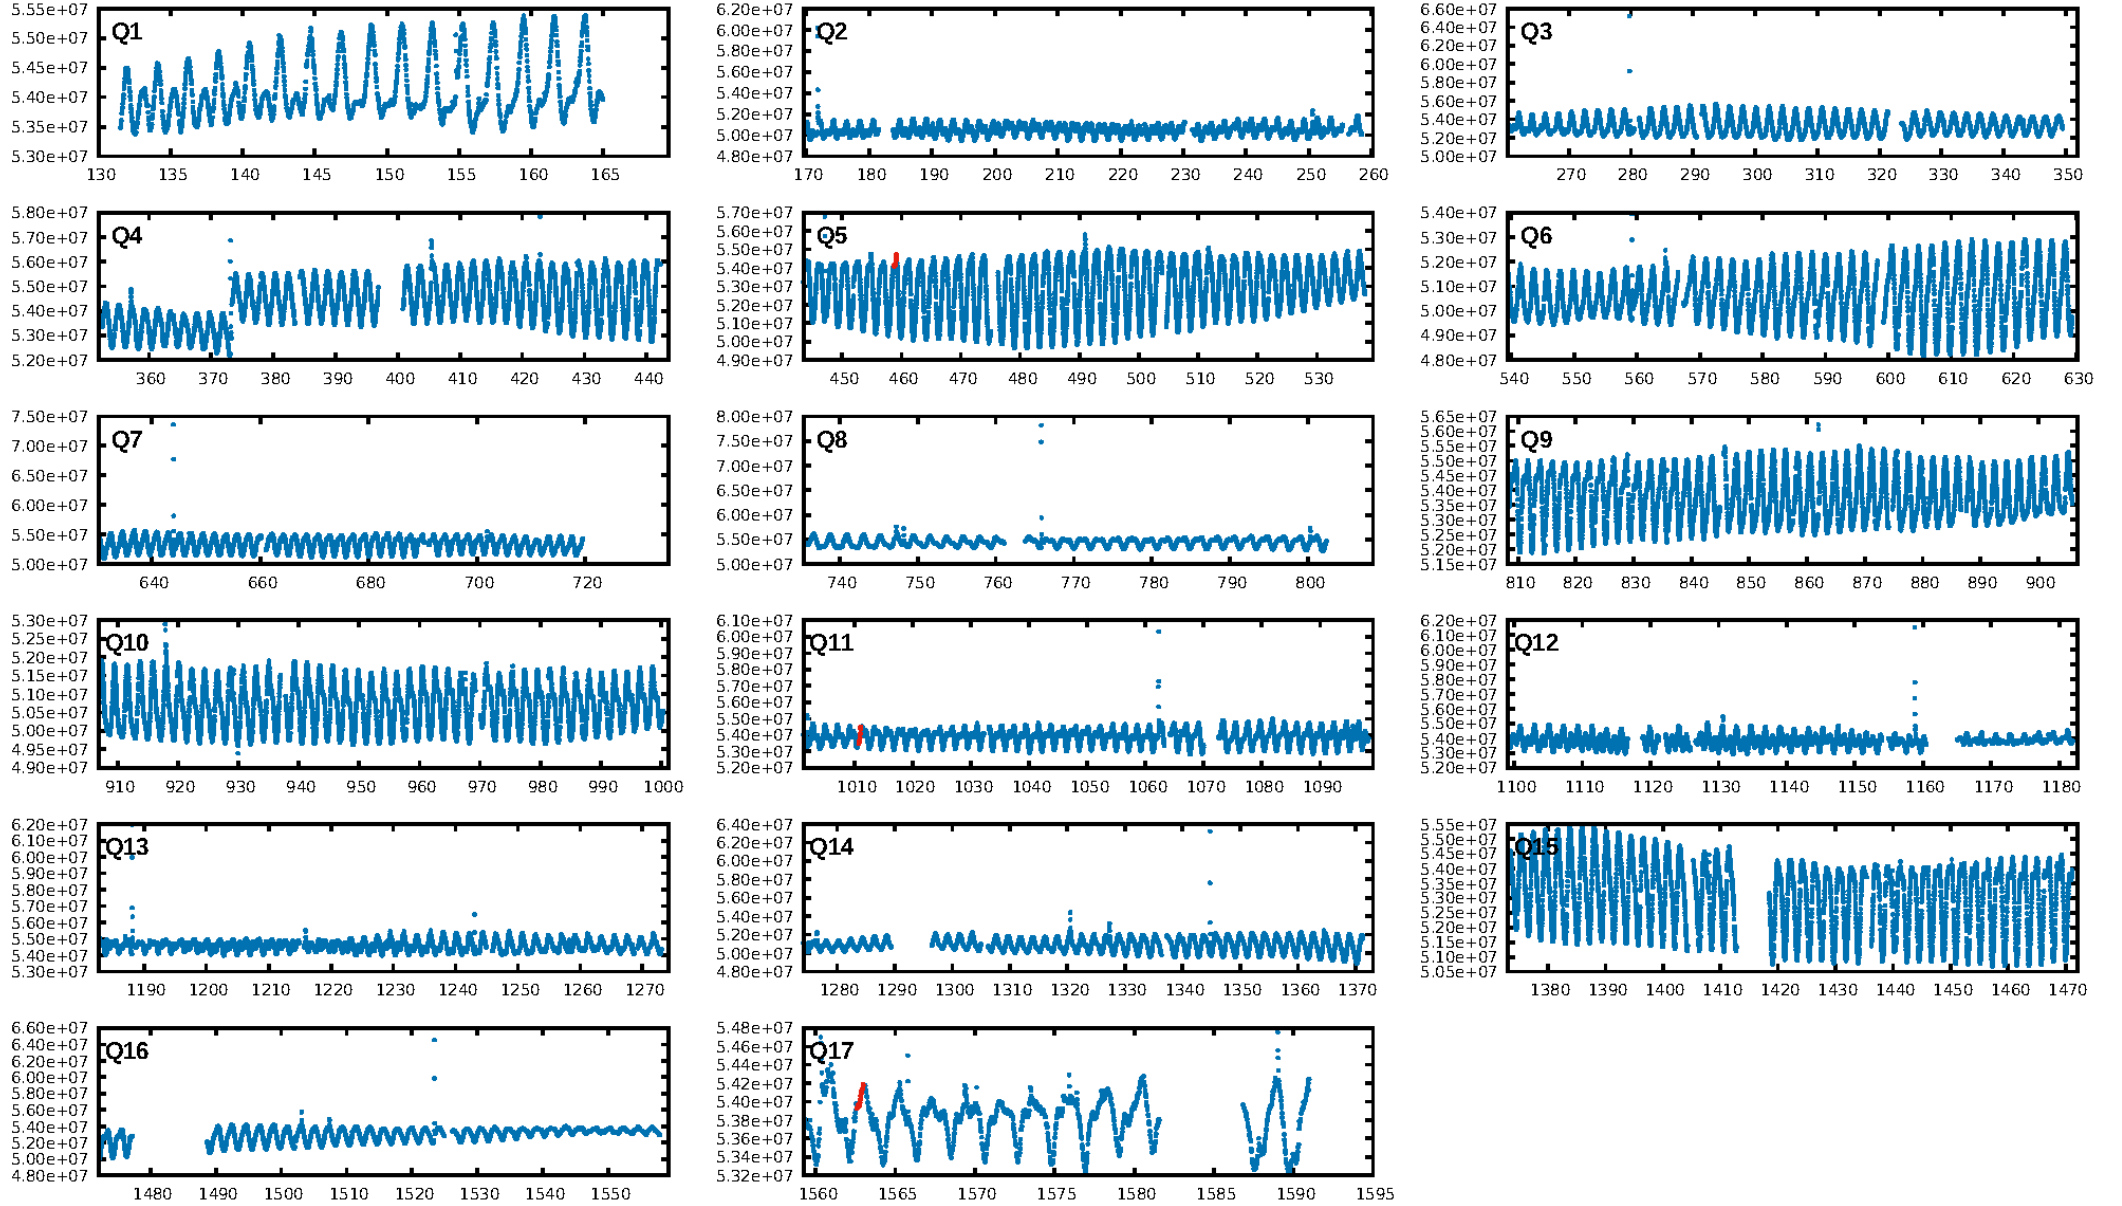 Q1
5.55e+07
5.50e+07
5.45e+07
5.40e+07
5.35e+07
5.30e+07
130 135 140 145 150 155 160 165
Q2
6.20e+07
6.00e+07
5.80e+07
5.60e+07
5.40e+07
5.20e+07
5.00e+07
4.80e+07
170 180 190 200 210 220 230 240 250 260
Q3
6.60e+07
6.40e+07
6.20e+07
6.00e+07
5.80e+07
5.60e+07
5.40e+07
5.20e+07
5.00e+07
270 280 290 300 310 320 330 340 350
Q4
5.80e+07
5.70e+07
5.60e+07
5.50e+07
5.40e+07
5.30e+07
5.20e+07
360 370 380 390 400 410 420 430 440
Q5
5.70e+07
5.60e+07
5.50e+07
5.40e+07
5.30e+07
5.20e+07
5.10e+07
5.00e+07
4.90e+07
450 460 470 480 490 500 510 520 530
Q6
5.40e+07
5.30e+07
5.20e+07
5.10e+07
5.00e+07
4.90e+07
4.80e+07
540 550 560 570 580 590 600 610 620 630
Q7
7.50e+07
7.00e+07
6.50e+07
6.00e+07
5.50e+07
5.00e+07
640 660 680 700 720
Q8
8.00e+07
7.50e+07
7.00e+07
6.50e+07
6.00e+07
5.50e+07
5.00e+07
740 750 760 770 780 790 800
Q9
5.65e+07
5.60e+07
5.55e+07
5.50e+07
5.45e+07
5.40e+07
5.35e+07
5.30e+07
5.25e+07
5.20e+07
5.15e+07
810 820 830 840 850 860 870 880 890 900
Q10
5.30e+07
5.25e+07
5.20e+07
5.15e+07
5.10e+07
5.05e+07
5.00e+07
4.95e+07
4.90e+07
910 920 930 940 950 960 970 980 990 1000
Q11
6.10e+07
6.00e+07
5.90e+07
5.80e+07
5.70e+07
5.60e+07
5.50e+07
5.40e+07
5.30e+07
5.20e+07
1010 1020 1030 1040 1050 1060 1070 1080 1090
Q12
6.20e+07
6.10e+07
6.00e+07
5.90e+07
5.80e+07
5.70e+07
5.60e+07
5.50e+07
5.40e+07
5.30e+07
5.20e+07
1100 1110 1120 1130 1140 1150 1160 1170 1180
Q13
6.20e+07
6.10e+07
6.00e+07
5.90e+07
5.80e+07
5.70e+07
5.60e+07
5.50e+07
5.40e+07
5.30e+07
1190 1200 1210 1220 1230 1240 1250 1260 1270
Q14
6.40e+07
6.20e+07
6.00e+07
5.80e+07
5.60e+07
5.40e+07
5.20e+07
5.00e+07
4.80e+07
1280 1290 1300 1310 1320 1330 1340 1350 1360 1370
Q15
5.55e+07
5.50e+07
5.45e+07
5.40e+07
5.35e+07
5.30e+07
5.25e+07
5.20e+07
5.15e+07
5.10e+07
5.05e+07
1380 1390 1400 1410 1420 1430 1440 1450 1460 1470
Q16
6.60e+07
6.40e+07
6.20e+07
6.00e+07
5.80e+07
5.60e+07
5.40e+07
5.20e+07
5.00e+07
4.80e+07
1480 1490 1500 1510 1520 1530 1540 1550
Q17
5.48e+07
5.46e+07
5.44e+07
5.42e+07
5.40e+07
5.38e+07
5.36e+07
5.34e+07
5.32e+07
1560 1565 1570 1575 1580 1585 1590 1595